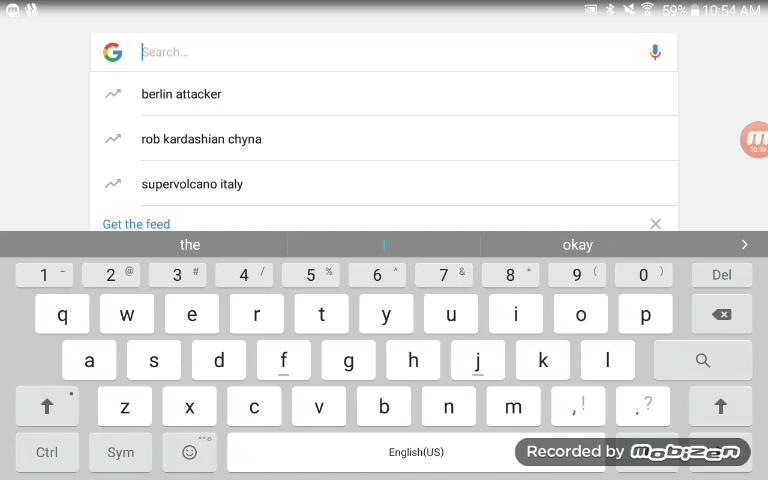 59% 10:54 AM
Search...
berlin attacker
rob kardashian chyna
supervolcano italy
Get the feed
the I okay
1 - 2 @ 3 # 4 / 5 % 6 ^ 7 & 8 * 9 ( 0 ) Del
q w e r t y u i o p
a s d f g h j k l
z x c v b n m , ! . ?
Ctrl Sym English(US)
Recorded by mobizen